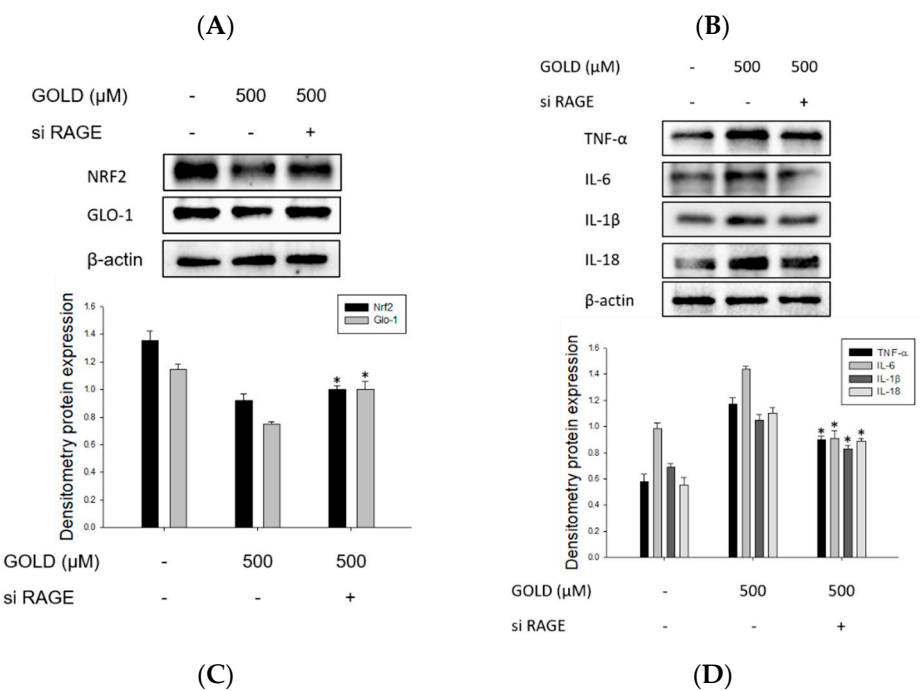 (A)
(B)
GOLD (µM) - 500 500
si RAGE - - +
NRF2
GLO-1
β-actin
1.6
1.4
1.2
1.0
0.8
0.6
0.4
0.2
0.0
Densitometry protein expression
Nrf2
Glo-1
* *
GOLD (µM) - 500 500
si RAGE - - +
(C)
GOLD (µM) - 500 500
si RAGE - - +
TNF-α
IL-6
IL-1β
IL-18
β-actin
1.6
1.4
1.2
1.0
0.8
0.6
0.4
0.2
0.0
Densitometry protein expression
TNF-α
IL-6
IL-1β
IL-18
* * * *
GOLD (µM) - 500 500
si RAGE - - +
(D)